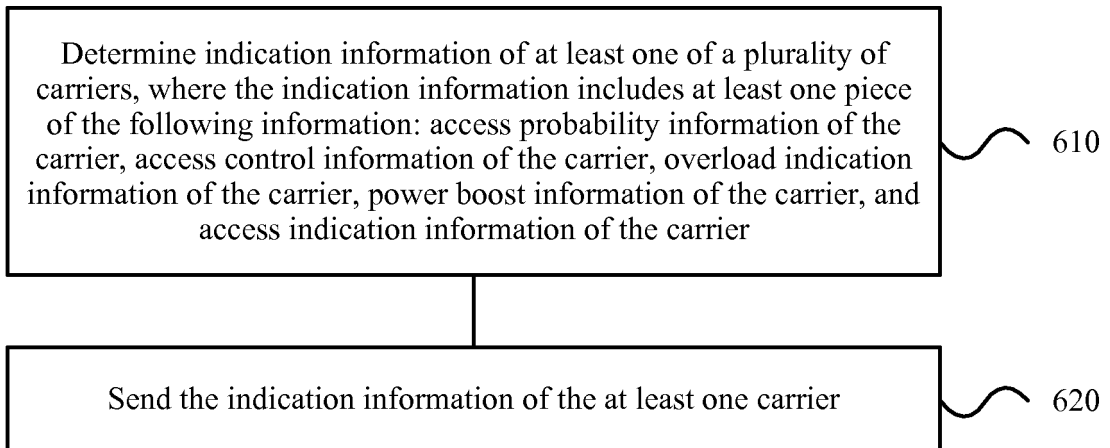 Determine indication information of at least one of a plurality of
carriers, where the indication information includes at least one piece
of the following information: access probability information of the
carrier, access control information of the carrier, overload indication
information of the carrier, power boost information of the carrier, and
access indication information of the carrier
610
Send the indication information of the at least one carrier
620